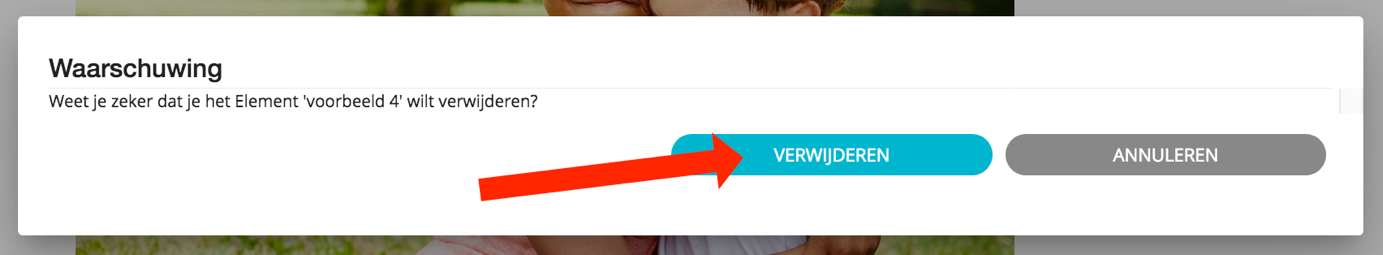 Waarschuwing
Weet je zeker dat je het Element 'voorbeeld 4' wilt verwijderen?
VERWIJDEREN
ANNULEREN